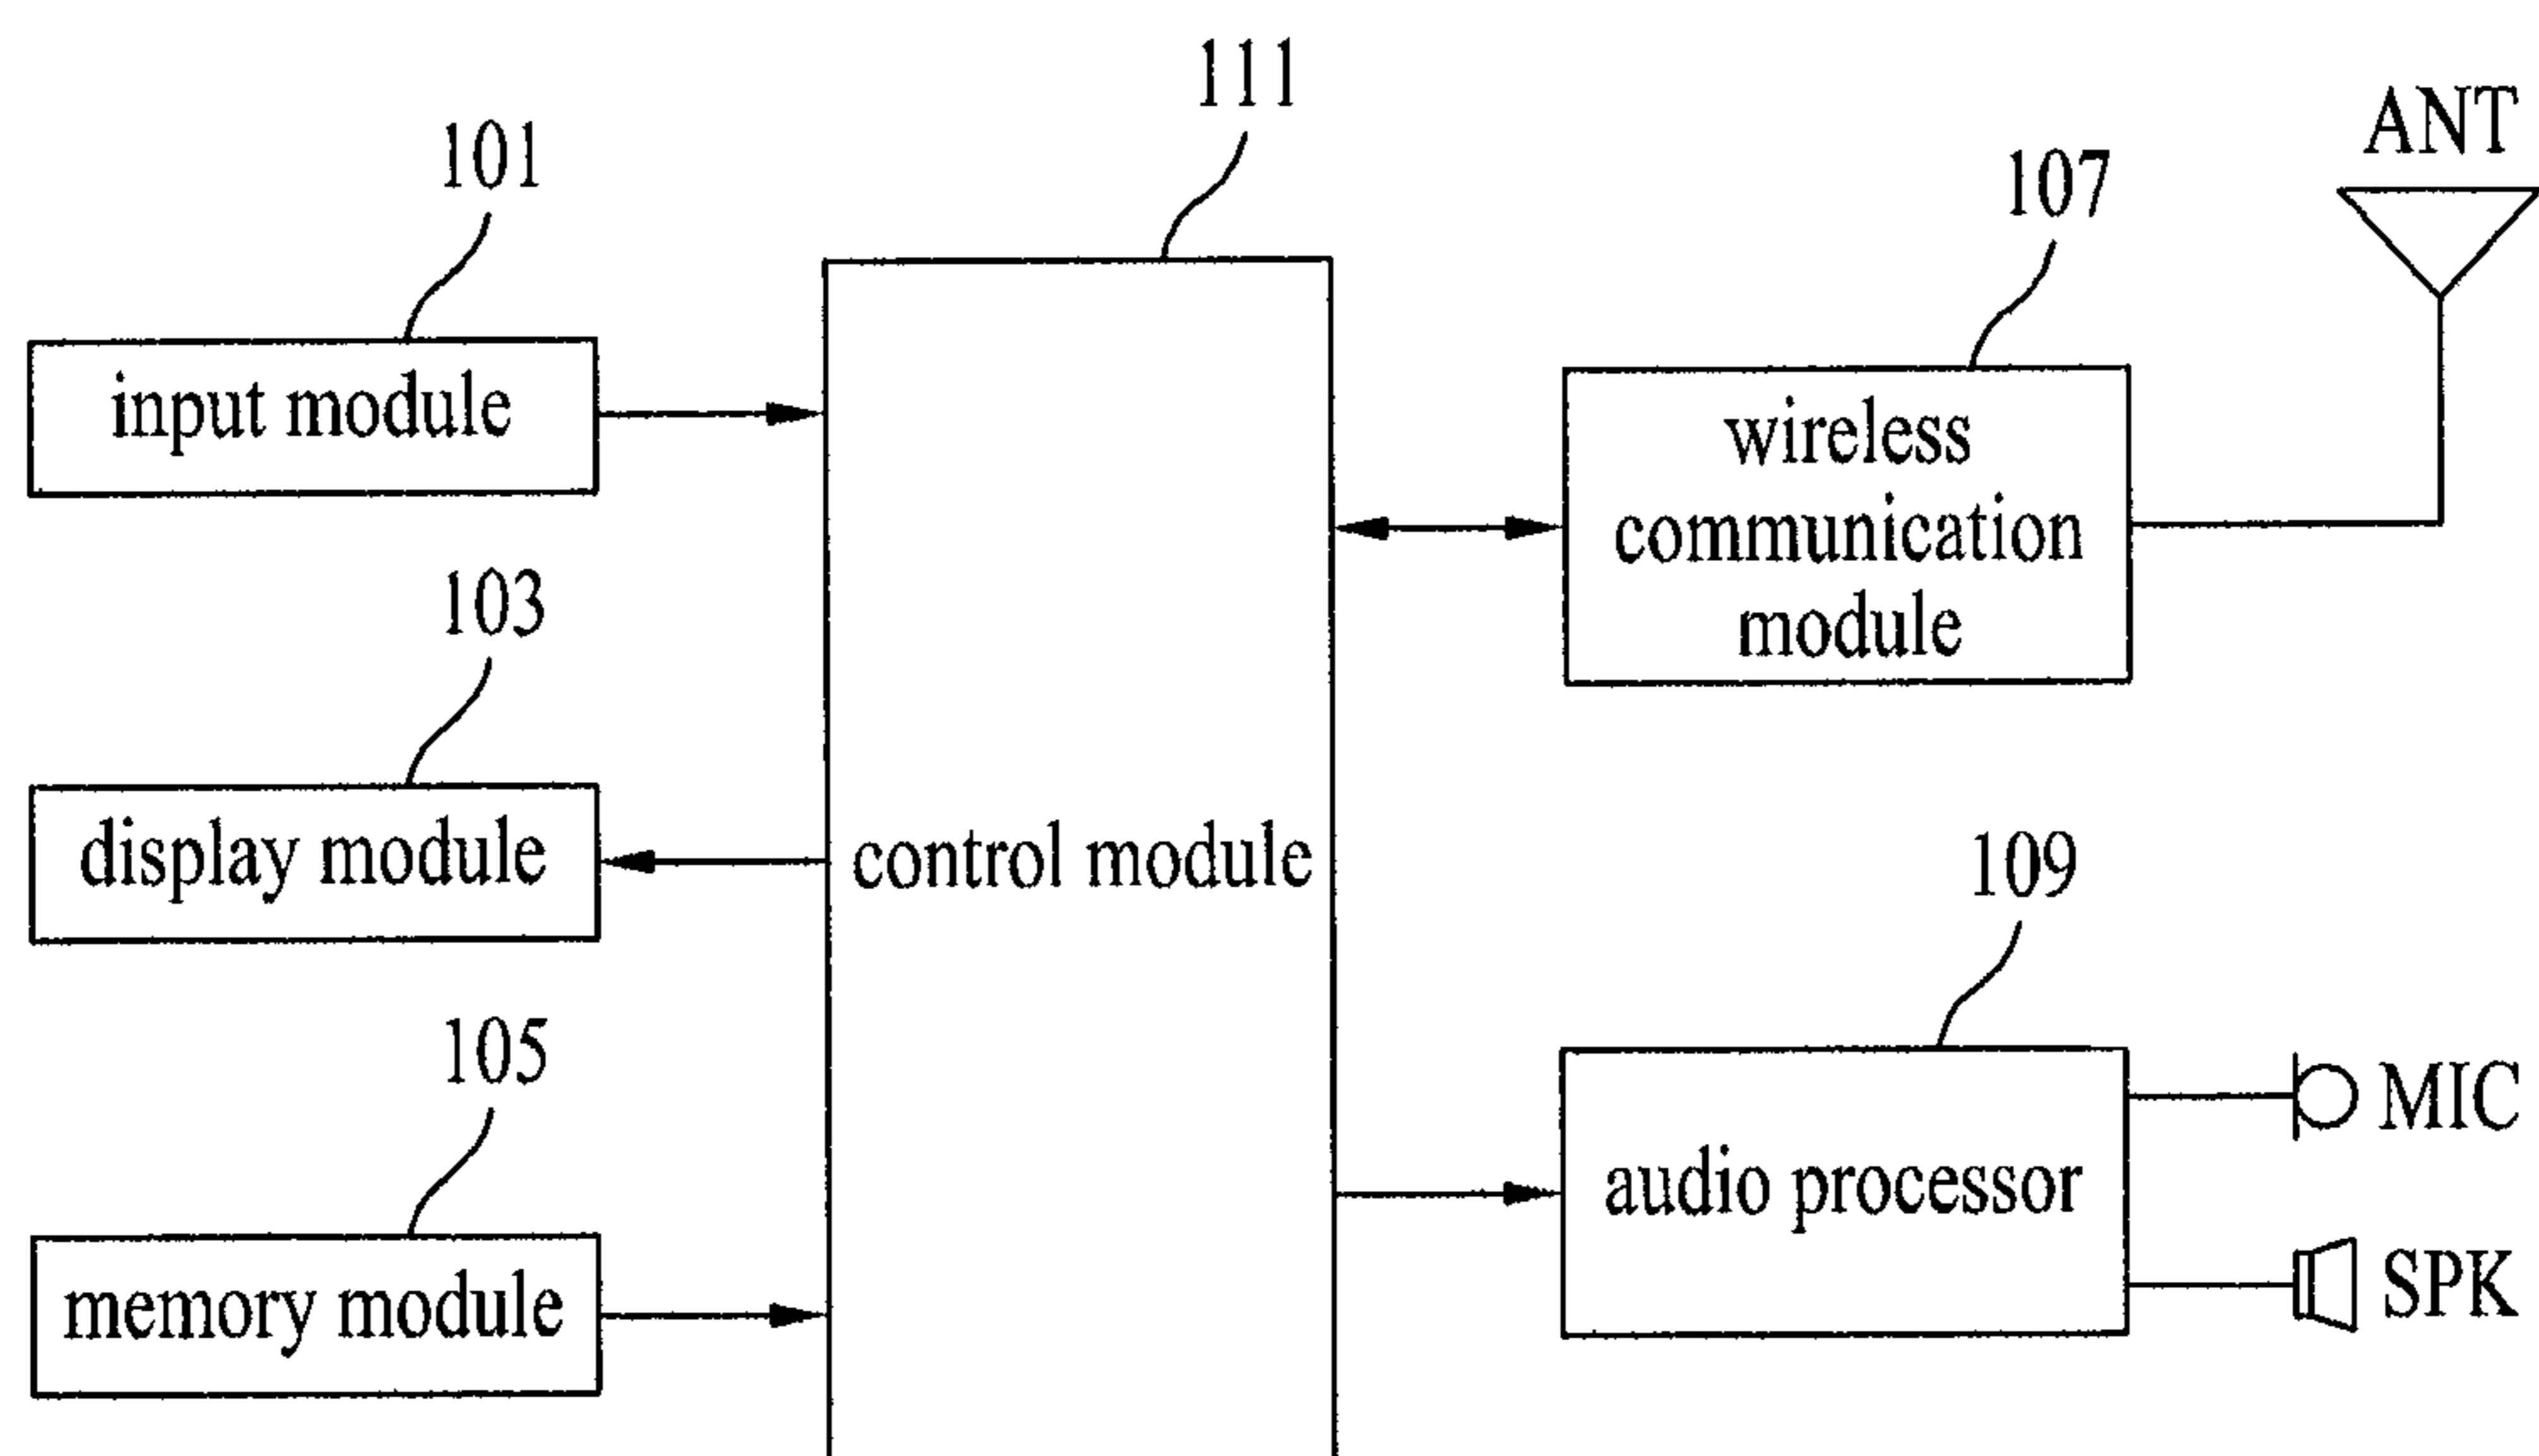 111
ANT
101
107
input module
wireless
communication
module
103
display module
control module
109
105
MIC
audio processor
memory module
SPK